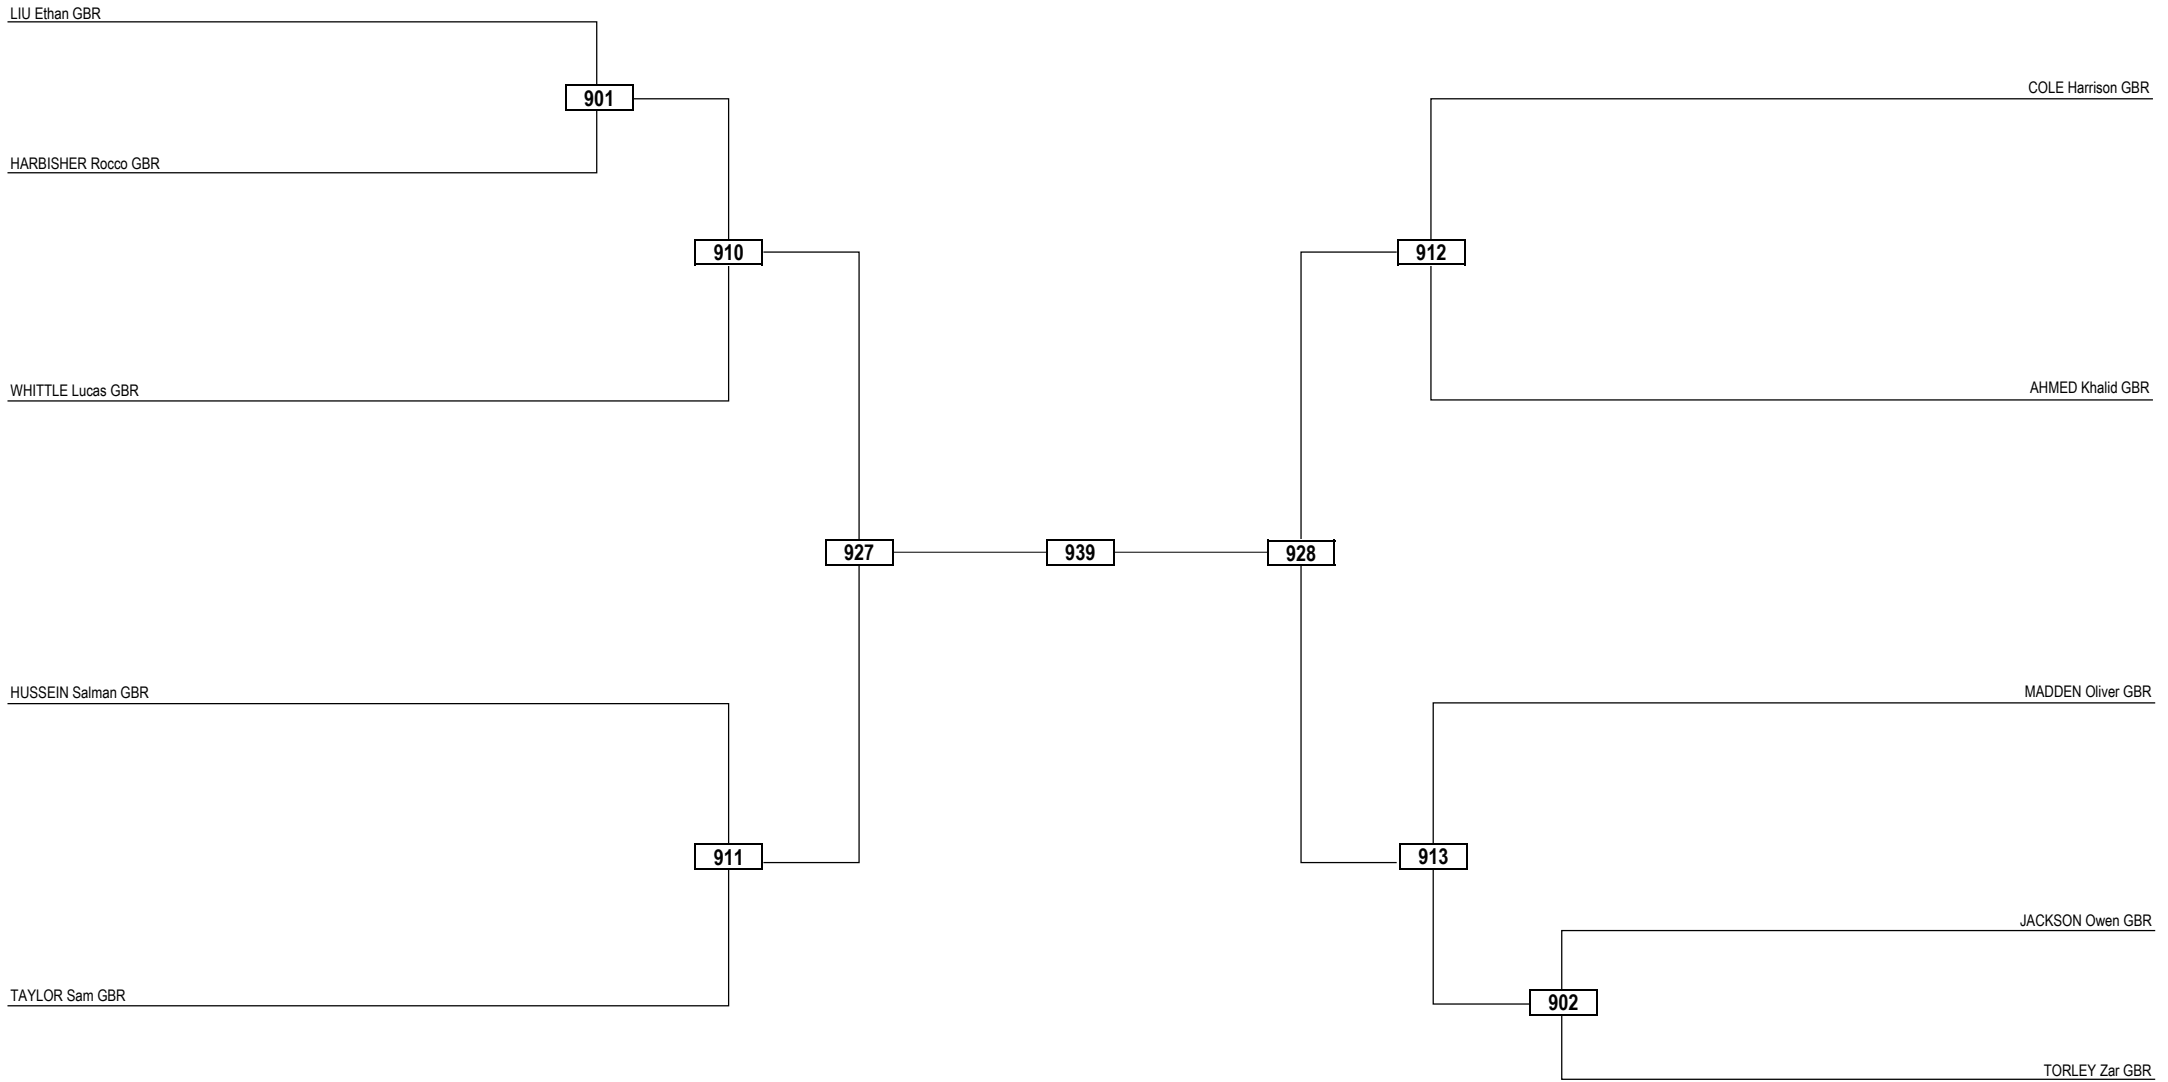 LIU Ethan GBR
COLE Harrison GBR
901
HARBISHER Rocco GBR
910
912
WHITTLE Lucas GBR
AHMED Khalid GBR
927
939
928
HUSSEIN Salman GBR
MADDEN Oliver GBR
911
913
JACKSON Owen GBR
TAYLOR Sam GBR
902
TORLEY Zar GBR